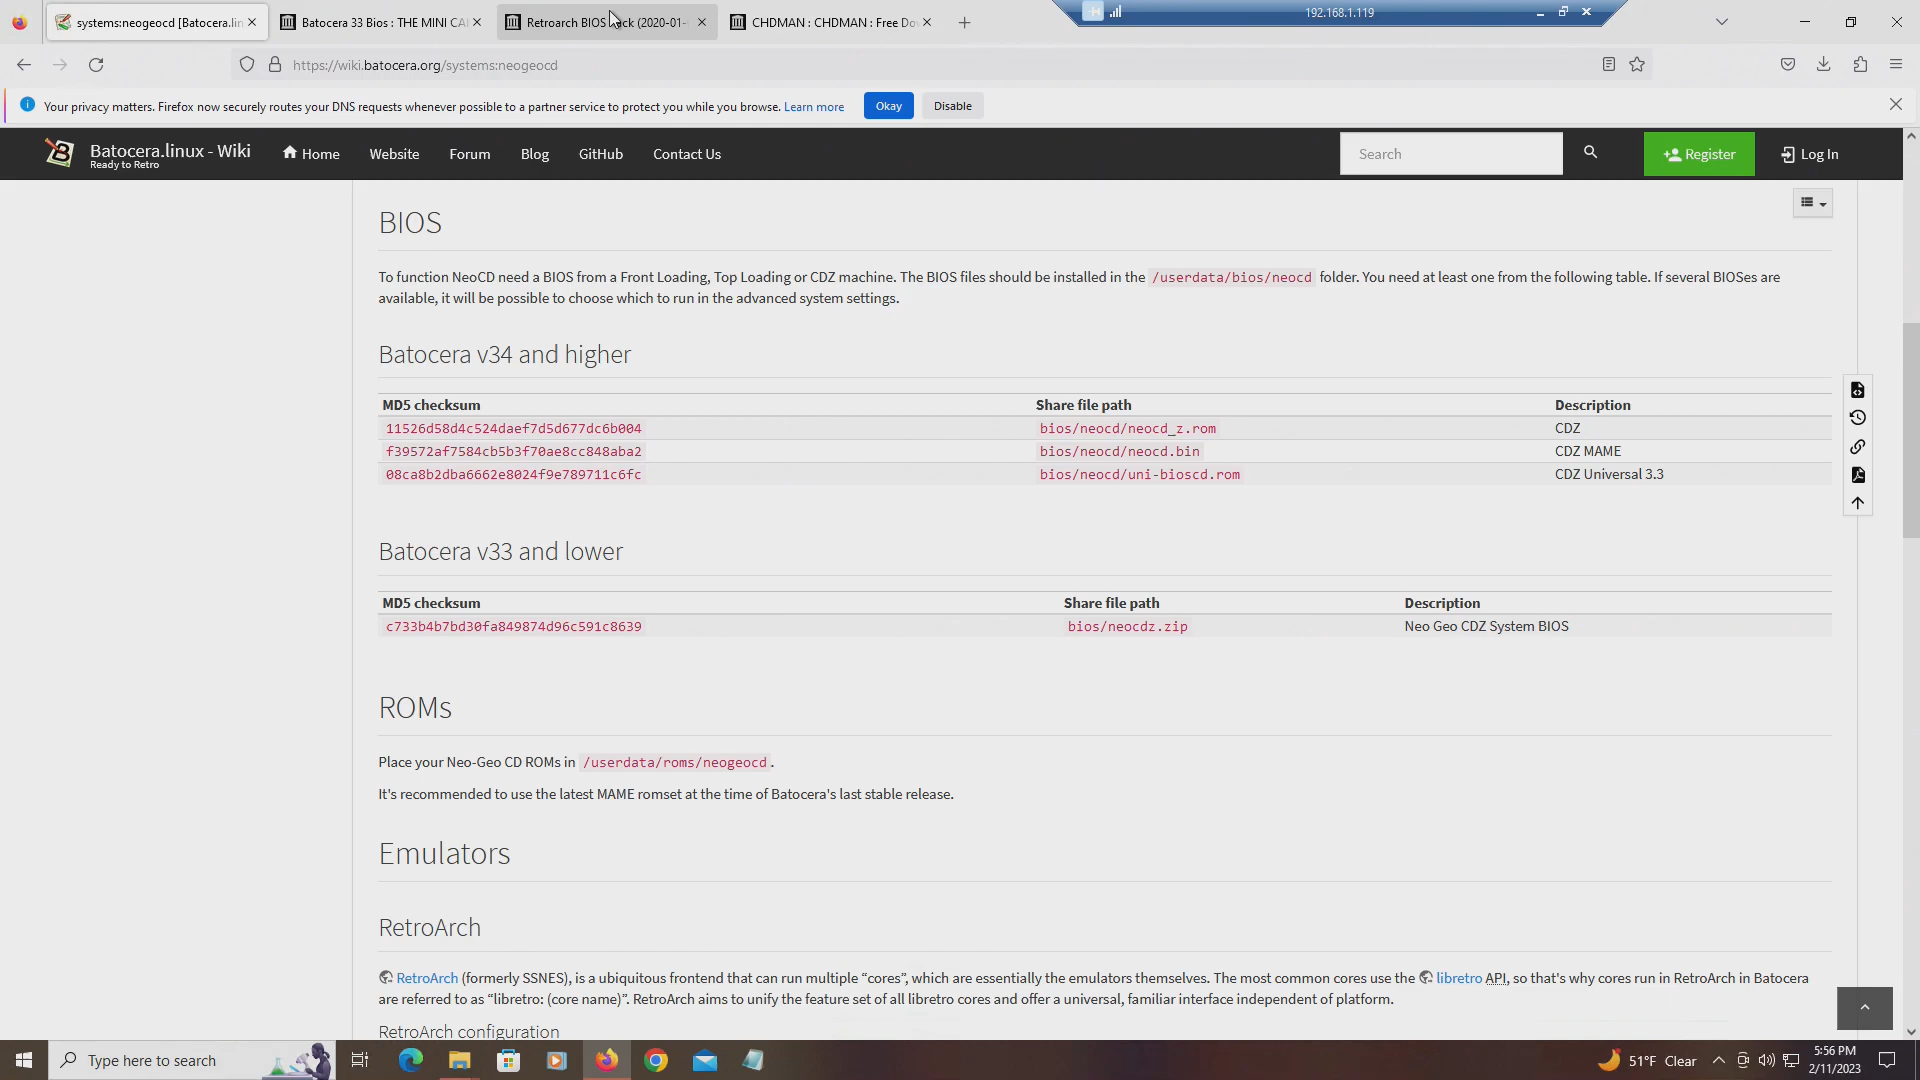 systems:neogeocd [Batocera.lin
Batocera 33 Bios : THE MINI CA
Retroarch BIOS Pack (2020-01-
CHDMAN : CHDMAN : Free Do
192.168.1.119
https://wiki.batocera.org/systems:neogeocd
Your privacy matters. Firefox now securely routes your DNS requests whenever possible to a partner service to protect you while you browse. Learn more
Okay
Disable
Batocera.linux - Wiki
Ready to Retro
Home
Website
Forum
Blog
GitHub
Contact Us
Search
Register
Log In
BIOS
To function NeoCD need a BIOS from a Front Loading, Top Loading or CDZ machine. The BIOS files should be installed in the /userdata/bios/neocd folder. You need at least one from the following table. If several BIOSes are
available, it will be possible to choose which to run in the advanced system settings.
Batocera v34 and higher
MD5 checksum Share file path Description
11526d58d4c524daef7d5d677dc6b004 bios/neocd/neocd_z.rom CDZ
f39572af7584cb5b3f70ae8cc848aba2 bios/neocd/neocd.bin CDZ MAME
08ca8b2dba6662e8024f9e789711c6fc bios/neocd/uni-bioscd.rom CDZ Universal 3.3
Batocera v33 and lower
MD5 checksum Share file path Description
c733b4b7bd30fa849874d96c591c8639 bios/neocdz.zip Neo Geo CDZ System BIOS
ROMs
Place your Neo-Geo CD ROMs in /userdata/roms/neogeocd.
It's recommended to use the latest MAME romset at the time of Batocera's last stable release.
Emulators
RetroArch
RetroArch (formerly SSNES), is a ubiquitous frontend that can run multiple “cores”, which are essentially the emulators themselves. The most common cores use the libretro API, so that's why cores run in RetroArch in Batocera
are referred to as “libretro: (core name)”. RetroArch aims to unify the feature set of all libretro cores and offer a universal, familiar interface independent of platform.
RetroArch configuration
Type here to search
51°F Clear
5:56 PM
2/11/2023